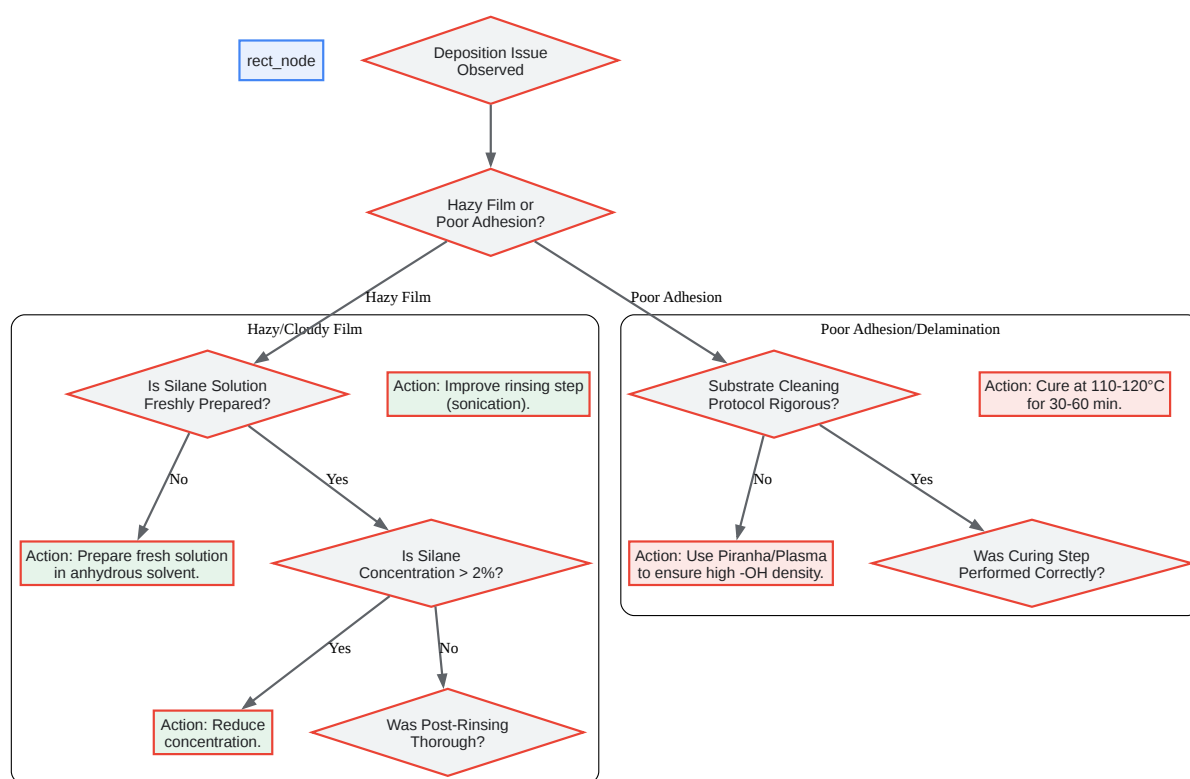 rect_node
Deposition Issue
Observed
Hazy Film or
Poor Adhesion?
Hazy Film
Poor Adhesion
Hazy/Cloudy Film
Is Silane Solution
Freshly Prepared?
Action: Improve rinsing step
(sonication).
No
Yes
Action: Prepare fresh solution
in anhydrous solvent.
Is Silane
Concentration > 2%?
Yes
No
Action: Reduce
concentration.
Was Post-Rinsing
Thorough?
Poor Adhesion/Delamination
Substrate Cleaning
Protocol Rigorous?
Action: Cure at 110-120°C
for 30-60 min.
No
Yes
Action: Use Piranha/Plasma
to ensure high -OH density.
Was Curing Step
Performed Correctly?